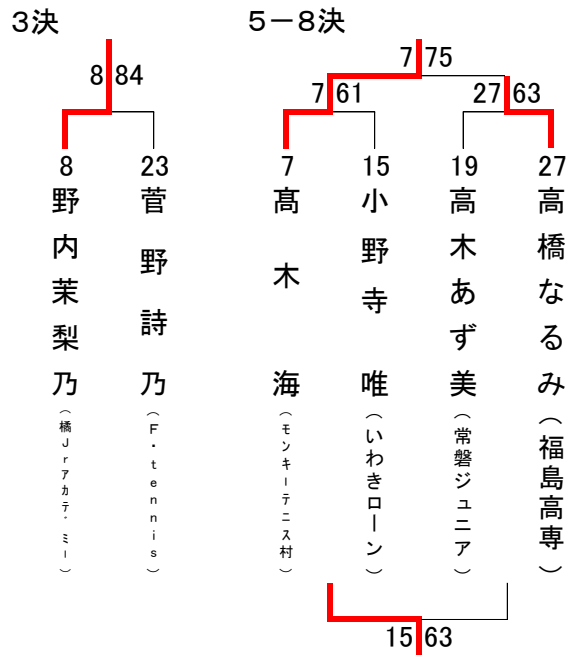 3決
5－8決
8 84
7 75
7 61
27 63
8
23
7
15
19
27
野内茉梨乃（橘Jrアカデミー）
菅野詩乃（F・tennis）
髙木海（モンキーテニス村）
小野寺唯（いわきローン）
高木あず美（常磐ジュニア）
高橋なるみ（福島高専）
15 63